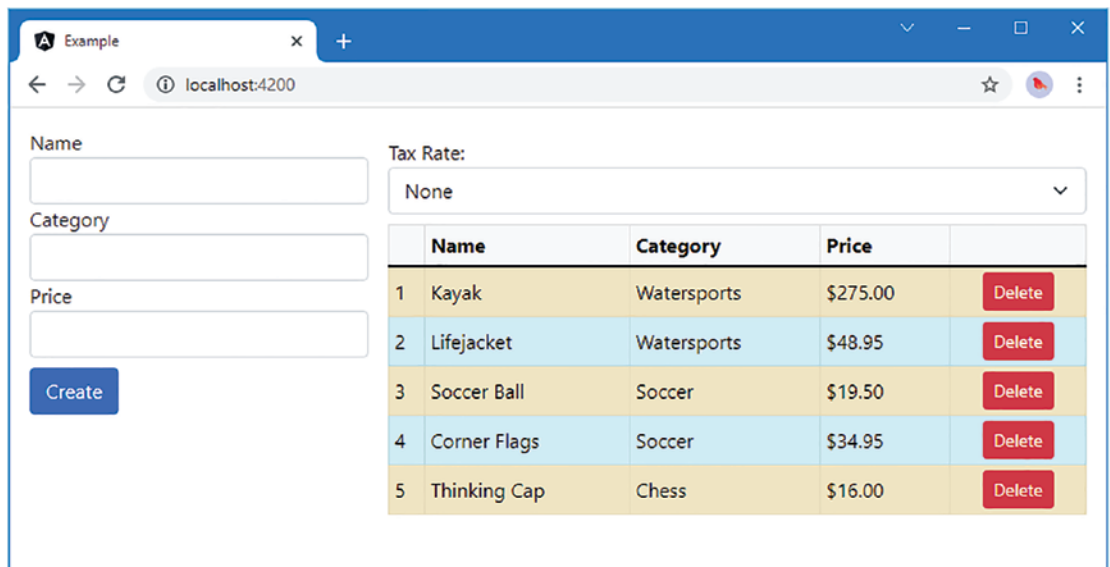 Example
localhost:4200
Name
Category
Price
Create
Tax Rate:
None
Name Category Price
1 Kayak Watersports $275.00 Delete
2 Lifejacket Watersports $48.95 Delete
3 Soccer Ball Soccer $19.50 Delete
4 Corner Flags Soccer $34.95 Delete
5 Thinking Cap Chess $16.00 Delete